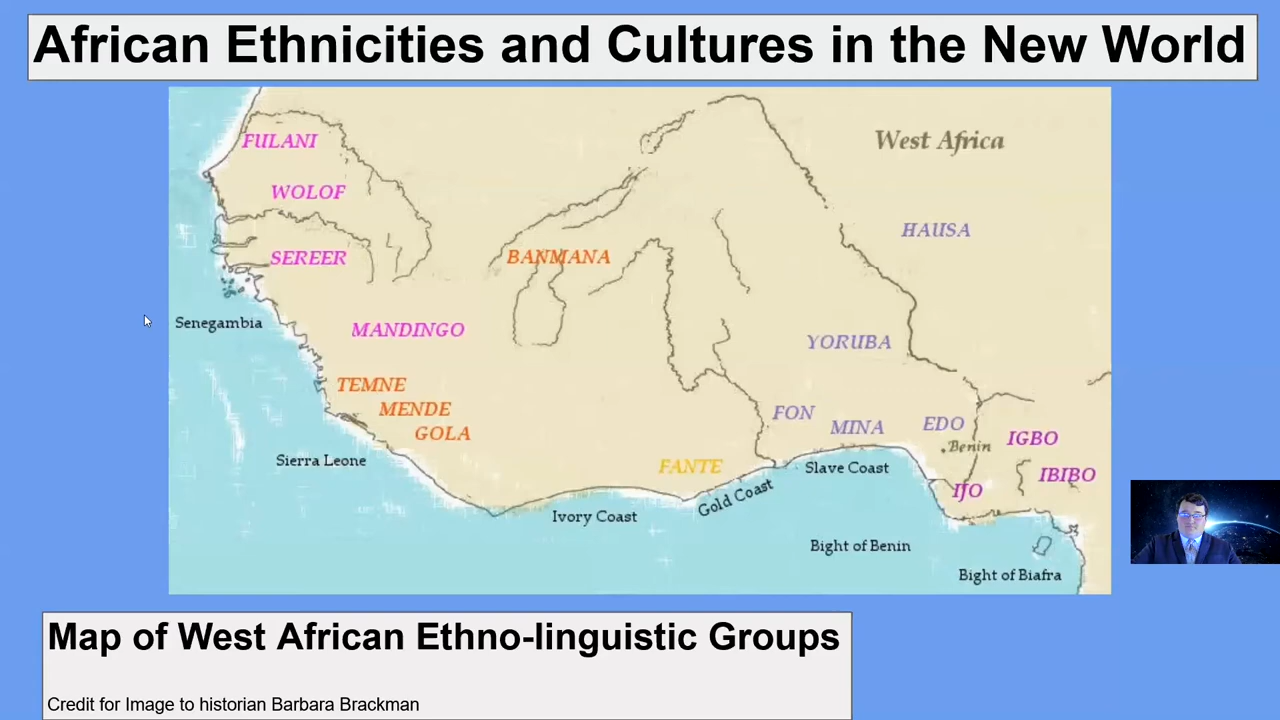 African Ethnicities and Cultures in the New World
FULANI
West Africa
WOLOF
HAUSA
SEREER
BANMANA
Senegambia
MANDINGO
YORUBA
TEMNE
MENDE
FON
GOLA
MINA
EDO
IGBO
Benin
Sierra Leone
FANTE
Slave Coast
IBIBO
IJO
Gold Coast
Ivory Coast
Bight of Benin
Bight of Biafra
Map of West African Ethno-linguistic Groups
Credit for Image to historian Barbara Brackman